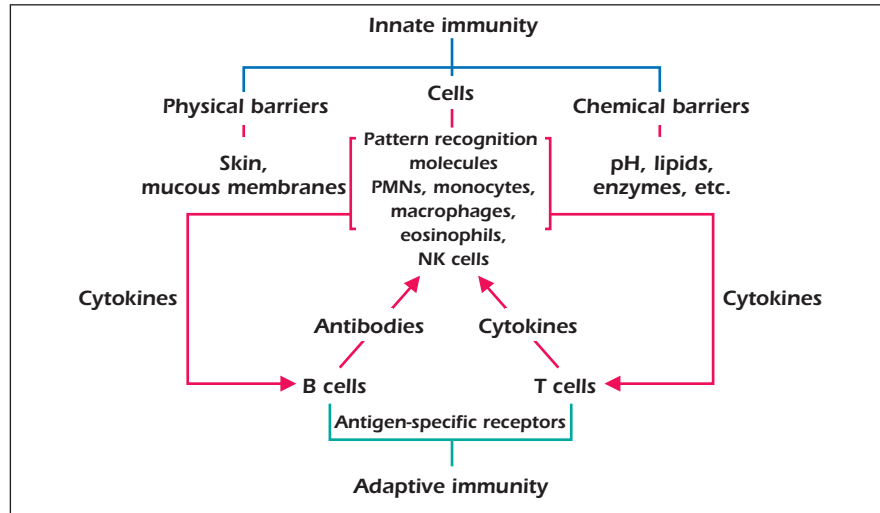 Innate immunity
Physical barriers
Cells
Chemical barriers
Skin,
mucous membranes
Pattern recognition
molecules
PMNs, monocytes,
macrophages,
eosinophils,
NK cells
pH, lipids,
enzymes, etc.
Cytokines
Cytokines
Antibodies
Cytokines
B cells
T cells
Antigen-specific receptors
Adaptive immunity